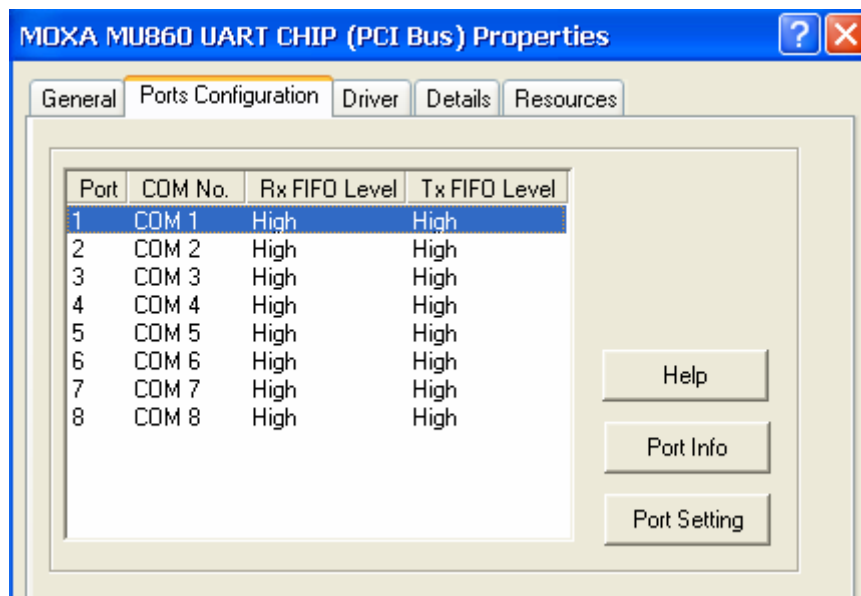 MOXA MU860 UART CHIP (PCI Bus) Properties
General Ports Configuration Driver Details Resources
Port COM No. Rx FIFO Level Tx FIFO Level
1 COM 1 High High
2 COM 2 High High
3 COM 3 High High
4 COM 4 High High
5 COM 5 High High
6 COM 6 High High
7 COM 7 High High
8 COM 8 High High
Help
Port Info
Port Setting